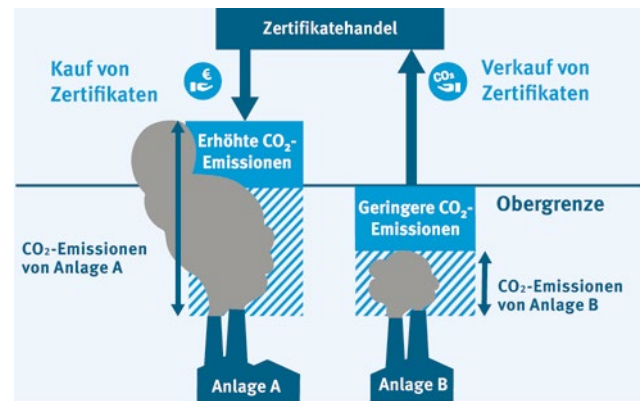 Zertifikatehandel
Kauf von
Zertifikaten
€
CO₂
Verkauf von
Zertifikaten
Erhöhte CO₂-
Emissionen
Geringere CO₂-
Emissionen
Obergrenze
CO₂-Emissionen
von Anlage A
CO₂-Emissionen
von Anlage B
Anlage A
Anlage B